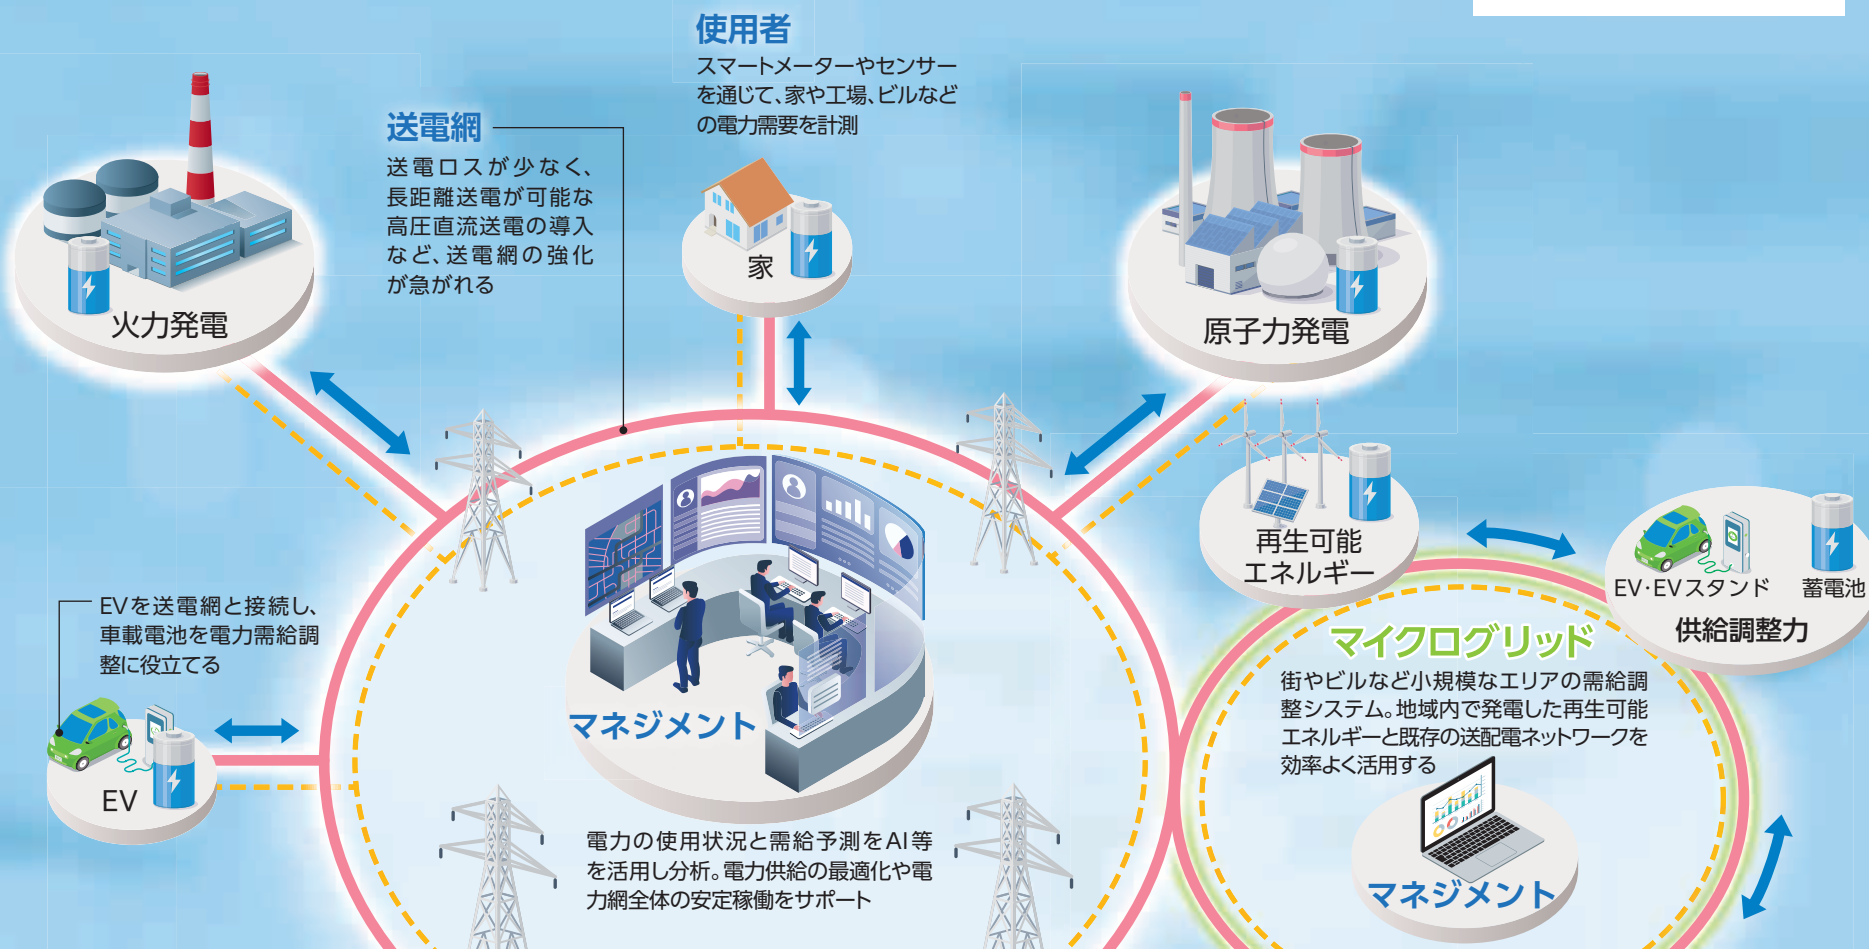 使用者
スマートメーターやセンサー
を通じて、家や工場、ビルなど
の電力需要を計測
送電網
送電ロスが少なく、
長距離送電が可能な
高圧直流送電の導入
など、送電網の強化
が急がれる
火力発電
家
原子力発電
再生可能
エネルギー
EV・EVスタンド
蓄電池
供給調整力
EVを送電網と接続し、
車載電池を電力需給調
整に役立てる
EV
マネジメント
電力の使用状況と需給予測をAI等
を活用し分析。電力供給の最適化や電
力網全体の安定稼働をサポート
マイクログリッド
街やビルなど小規模なエリアの需給調
整システム。地域内で発電した再生可能
エネルギーと既存の送配電ネットワークを
効率よく活用する
マネジメント